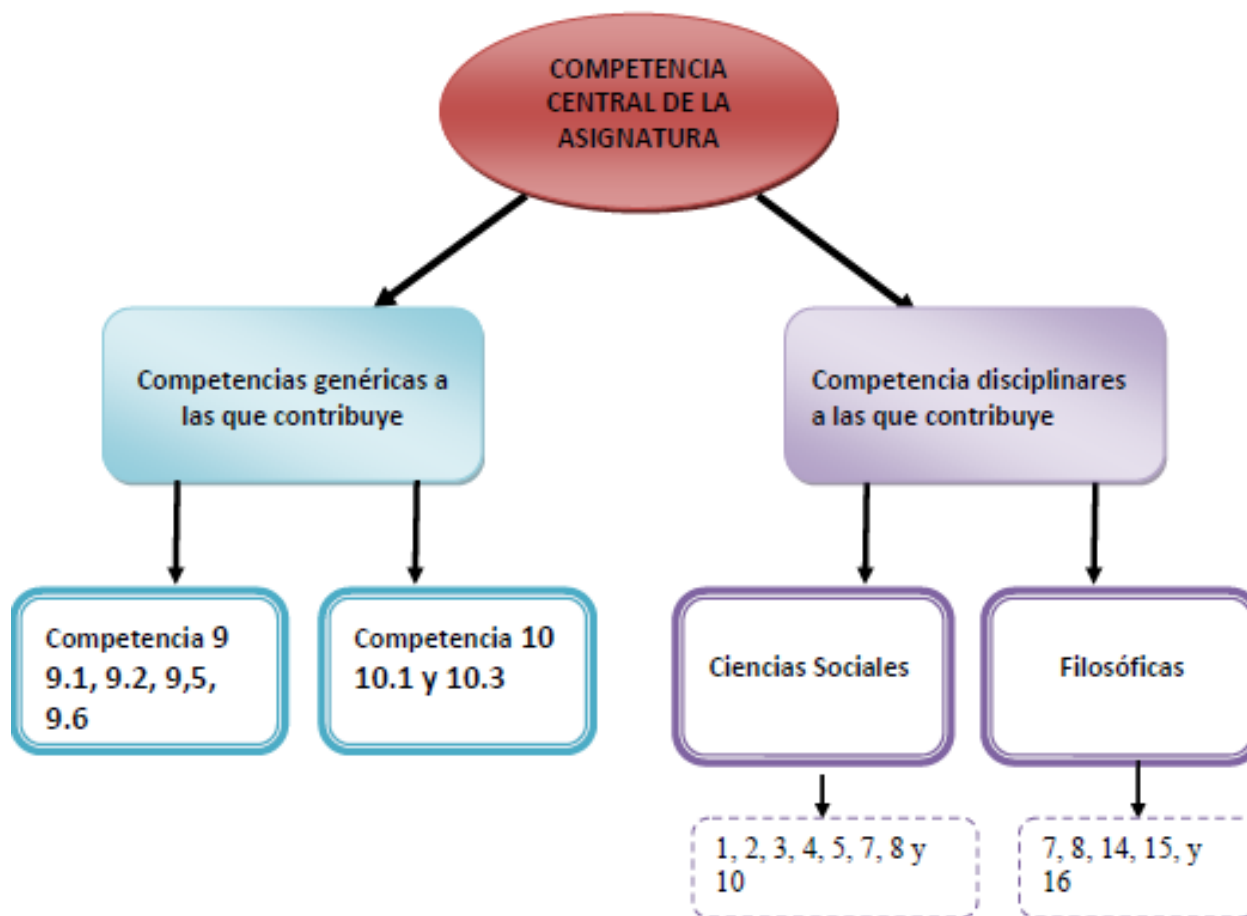 COMPETENCIA
CENTRAL DE LA
ASIGNATURA
Competencias genéricas a
las que contribuye
Competencia disciplinares
a las que contribuye
Competencia 9
9.1, 9.2, 9,5,
9.6
Competencia 10
10.1 y 10.3
Ciencias Sociales
Filosóficas
1, 2, 3, 4, 5, 7, 8 y
10
7, 8, 14, 15, y
16